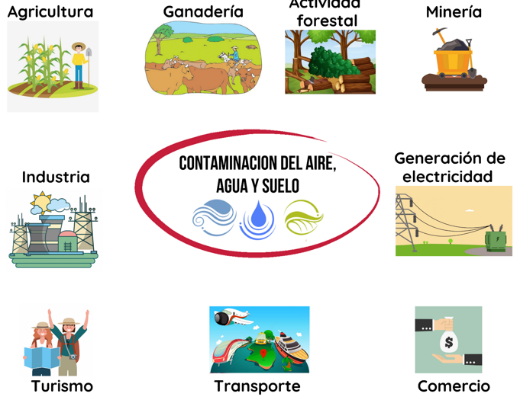 Agricultura
Ganadería
Actividad
forestal
Minería
CONTAMINACION DEL AIRE,
AGUA Y SUELO
Industria
Generación de
electricidad
$
Turismo
Transporte
Comercio